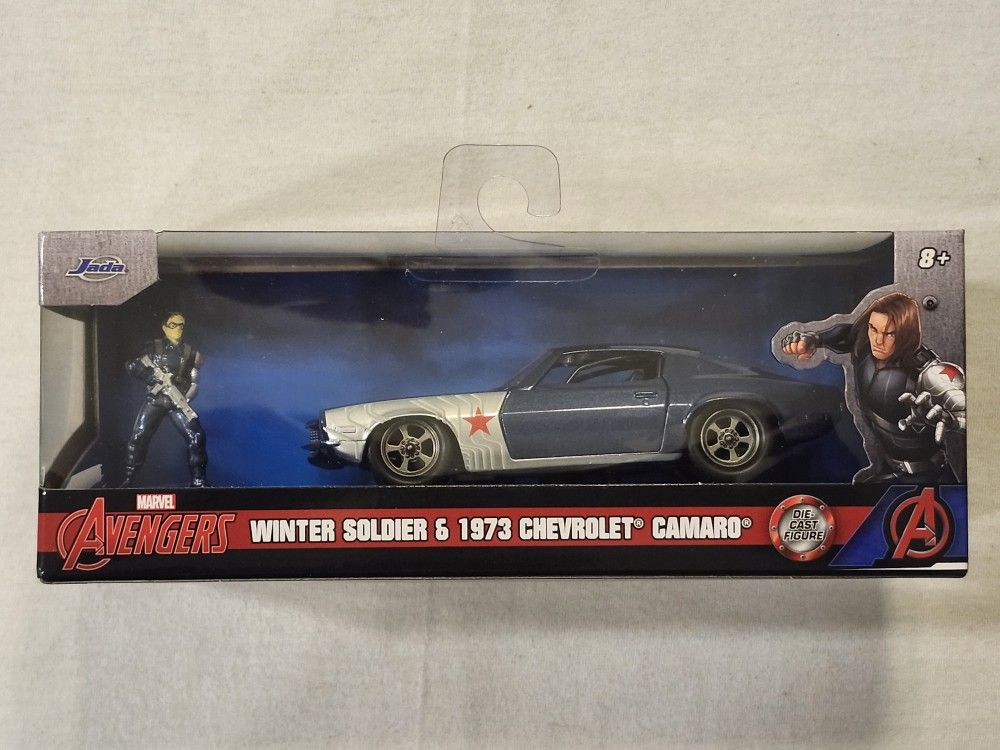 Jada
8+
MARVEL
AVENGERS
WINTER SOLDIER & 1973 CHEVROLET® CAMARO®
DIE-
CAST
FIGURE
A